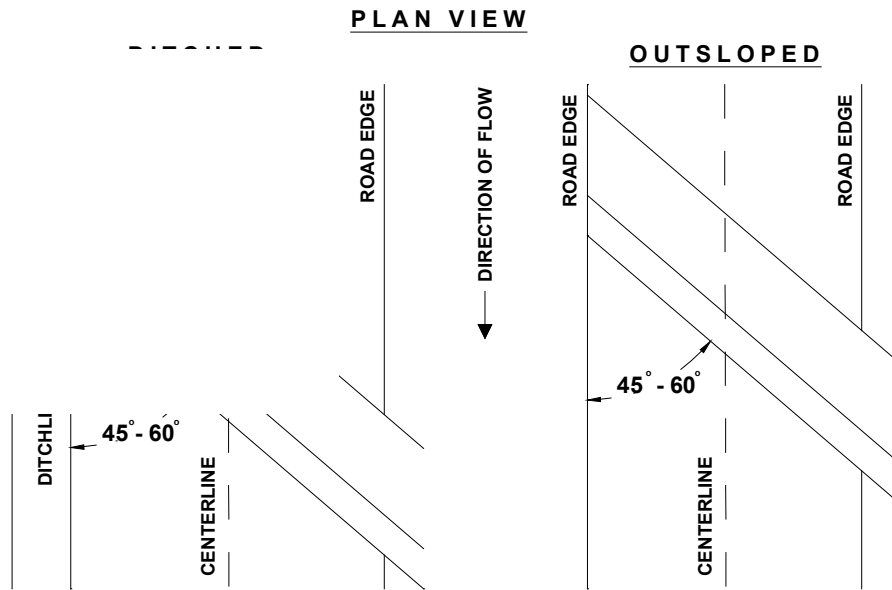 PLAN VIEW
OUTSLOPED
ROAD EDGE
DIRECTION OF FLOW
ROAD EDGE
ROAD EDGE
45° - 60°
45° - 60°
CENTERLINE
CENTERLINE